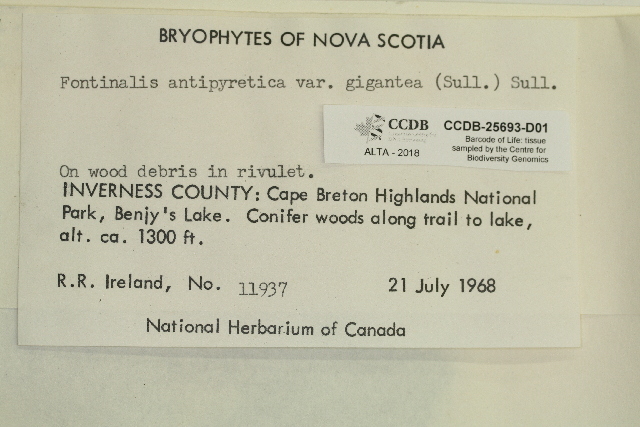 BRYOPHYTES OF NOVA SCOTIA
Fontinalis antipyretica var. gigantea (Sull.) Sull.
CCDB
ALTA - 2018
CCDB-25693-D01
Barcode of Life: tissue
sampled by the Centre for
Biodiversity Genomics
On wood debris in rivulet.
INVERNESS COUNTY: Cape Breton Highlands National
Park, Benjy's Lake. Conifer woods along trail to lake,
alt. ca. 1300 ft.
R.R. Ireland, No. 11937 21 July 1968
National Herbarium of Canada